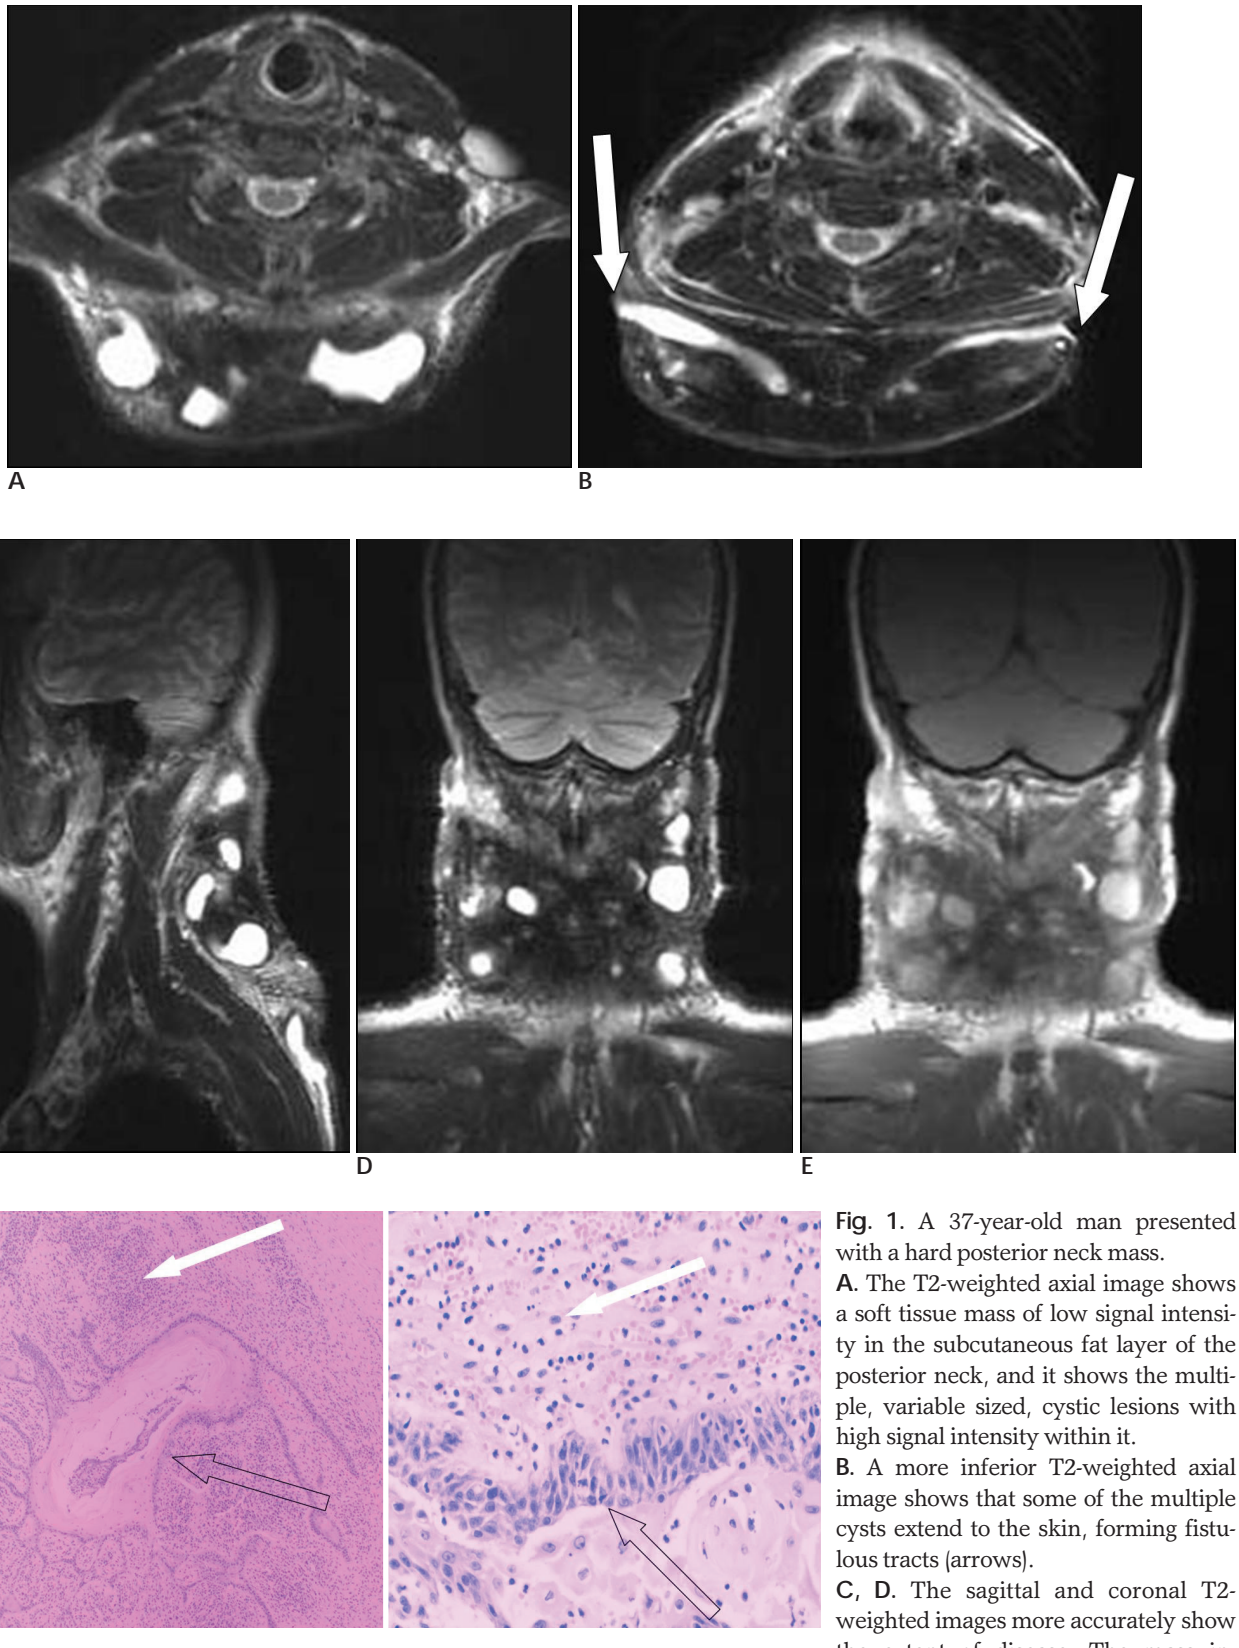 A
B
D
E
Fig. 1. A 37-year-old man presented
with a hard posterior neck mass.
A. The T2-weighted axial image shows
a soft tissue mass of low signal intensi-
ty in the subcutaneous fat layer of the
posterior neck, and it shows the multi-
ple, variable sized, cystic lesions with
high signal intensity within it.
B. A more inferior T2-weighted axial
image shows that some of the multiple
cysts extend to the skin, forming fistu-
lous tracts (arrows).
C, D. The sagittal and coronal T2-
weighted images more accurately show